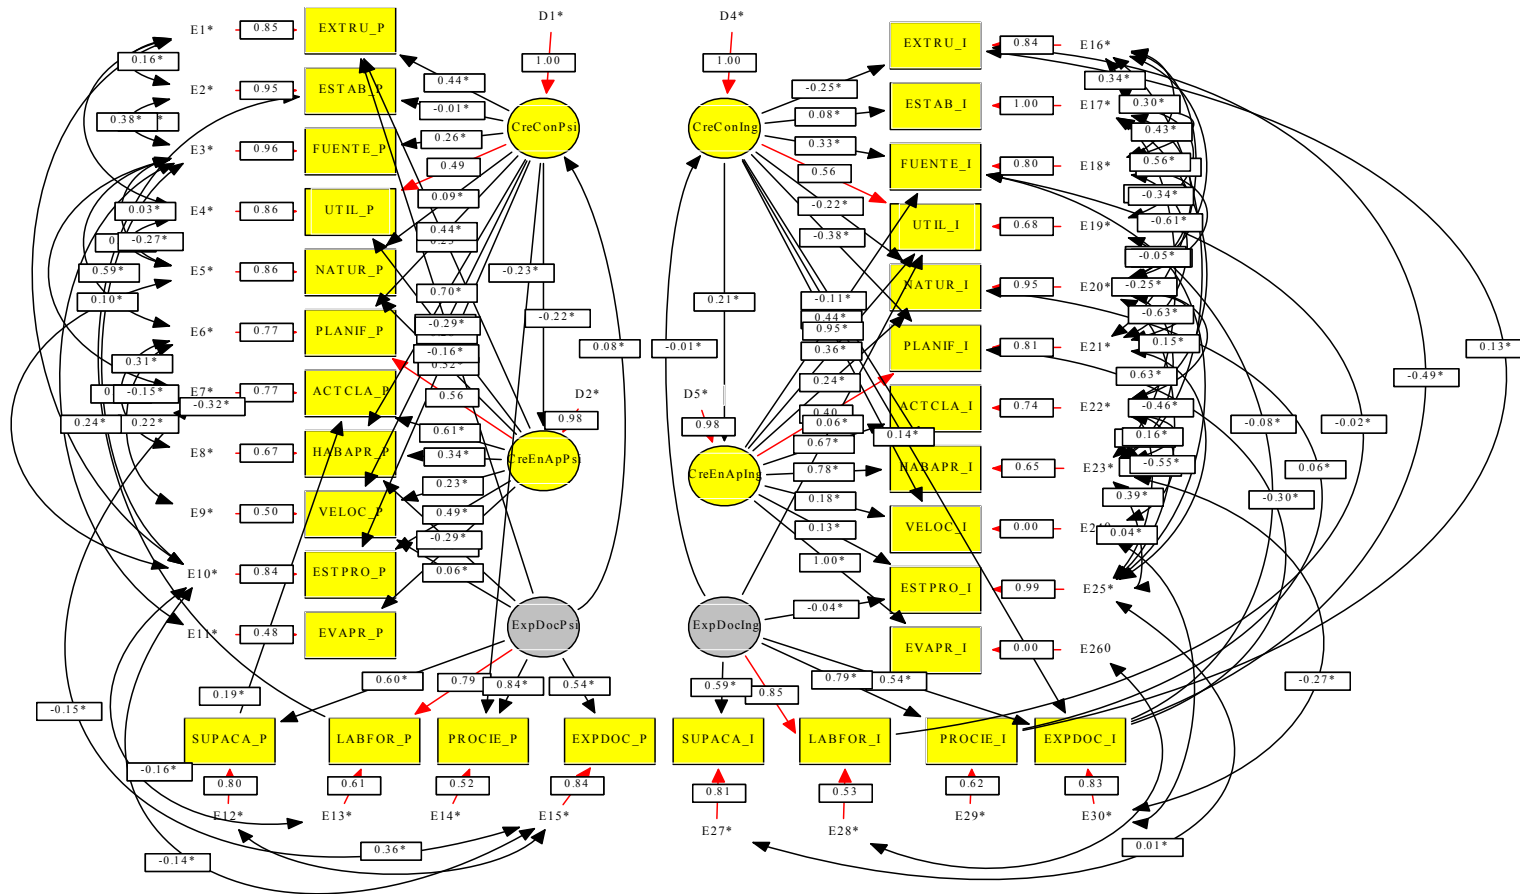 D1*
D4*
E1*
0.85
EXTRU_P
EXTRU_I
0.84
E16*
0.16*
1.00
1.00
0.34*
E2*
0.95
ESTAB_P
0.44*
-0.25*
ESTAB_I
1.00
E17*
0.30*
0.38*
-0.01*
CreConPsi
CreConIng
0.08*
0.43*
E3*
0.96
FUENTE_P
0.26*
0.33*
FUENTE_I
0.80
E18*
0.56*
0.49
0.56
-0.34*
E4*
0.86
UTIL_P
0.09*
-0.22*
UTIL_I
0.68
E19*
-0.61*
0.03*
0.44*
-0.38*
-0.27*
-0.05*
E5*
0.86
NATUR_P
-0.23*
NATUR_I
0.95
E20*
-0.25*
0.59*
0.10*
0.70*
0.21*
-0.11*
-0.63*
E6*
0.77
PLANIF_P
-0.29*
-0.22*
0.44*
0.95*
PLANIF_I
0.81
E21*
0.15*
0.13*
0.31*
-0.16*
0.08*
-0.01*
0.36*
0.52*
0.63*
-0.49*
E7*
0.77
-0.15*
-0.32*
ACTCLA_P
0.56
D2*
D5*
0.24*
ACTCLA_I
0.74
E22*
-0.46*
0.24*
0.22*
0.61*
0.98
0.98
0.40
0.06*
0.14*
0.16*
-0.08*
-0.02*
E8*
0.67
HABAPR_P
0.34*
CreEnApPsi
CreEnApIng
0.67*
0.78*
HABAPR_I
0.65
E23*
-0.55*
0.06*
0.23*
0.18*
0.39*
-0.30*
E9*
0.50
VELOC_P
0.49*
0.13*
VELOC_I
0.00
0.04*
-0.29*
1.00*
E10*
0.84
ESTPRO_P
0.06*
ESTPRO_I
0.99
E25*
-0.04*
E11*
0.48
EVAPR_P
ExpDocPsi
ExpDocIng
EVAPR_I
0.00
E260
0.60*
0.79
0.84*
0.54*
0.59*
0.85
0.79*
0.54*
-0.27*
0.19*
-0.15*
SUPACA_P
LABFOR_P
PROCIE_P
EXPDOC_P
SUPACA_I
LABFOR_I
PROCIE_I
EXPDOC_I
-0.16*
0.80
0.61
0.52
0.84
0.81
0.53
0.62
0.83
E12*
E13*
E14*
E15*
E27*
E28*
E29*
E30*
-0.14*
0.36*
0.01*